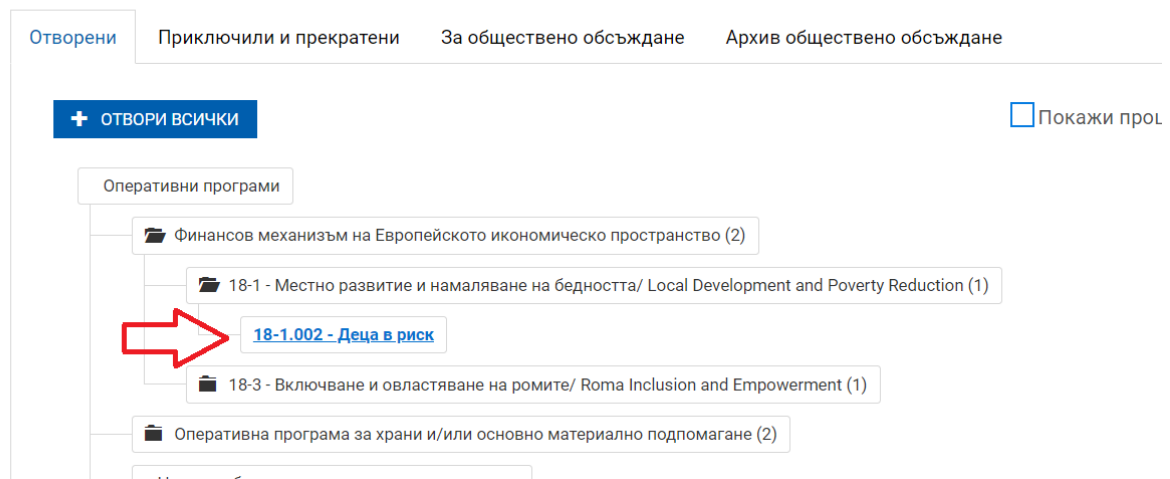 Отворени Приключили и прекратени За обществено обсъждане Архив обществено обсъждане
+ ОТВОРИ ВСИЧКИ Покажи
Оперативни програми
Финансов механизъм на Европейското икономическо пространство (2)
18-1 - Местно развитие и намаляване на бедността/ Local Development and Poverty Reduction (1)
18-1.002 - Деца в риск
18-3 - Включване и овластяване на ромите/ Roma Inclusion and Empowerment (1)
Оперативна програма за храни и/или основно материално подпомагане (2)